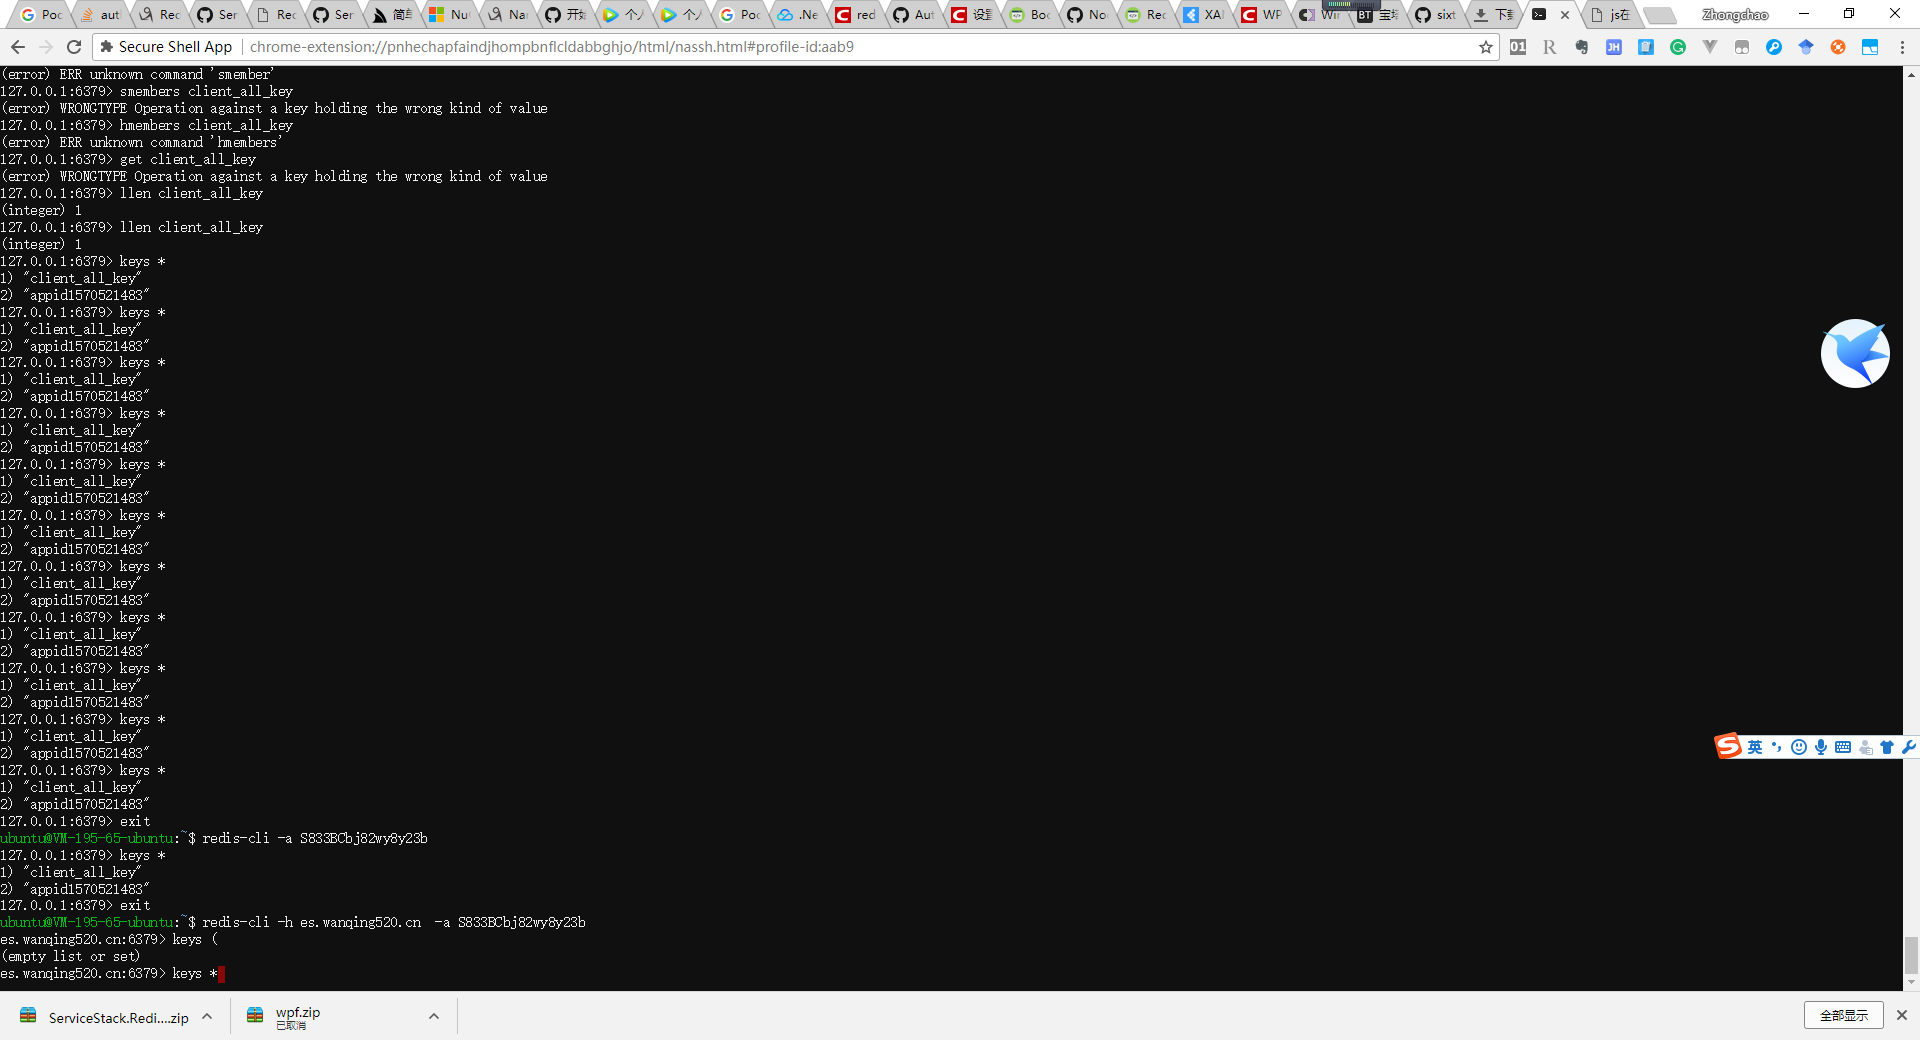 Poc
aut
Rec
Ser
Rec
Ser
简单
Nu
Nar
开始
个人
个人
Poc
.Ne
red
Aut
设置
Boc
Noc
Rec
XAI
WP
Wir
宝塔
sixt
下载
js在
Zhongchao
Secure Shell App
chrome-extension://pnhechapfaindjhompbnflcldabbghjo/html/nassh.html#profile-id:aab9
(error) ERR unknown command 'smember'
127.0.0.1:6379> smembers client_all_key
(error) WRONGTYPE Operation against a key holding the wrong kind of value
127.0.0.1:6379> hmembers client_all_key
(error) ERR unknown command 'hmembers'
127.0.0.1:6379> get client_all_key
(error) WRONGTYPE Operation against a key holding the wrong kind of value
127.0.0.1:6379> llen client_all_key
(integer) 1
127.0.0.1:6379> llen client_all_key
(integer) 1
127.0.0.1:6379> keys *
1) "client_all_key"
2) "appid1570521483"
127.0.0.1:6379> keys *
1) "client_all_key"
2) "appid1570521483"
127.0.0.1:6379> keys *
1) "client_all_key"
2) "appid1570521483"
127.0.0.1:6379> keys *
1) "client_all_key"
2) "appid1570521483"
127.0.0.1:6379> keys *
1) "client_all_key"
2) "appid1570521483"
127.0.0.1:6379> keys *
1) "client_all_key"
2) "appid1570521483"
127.0.0.1:6379> keys *
1) "client_all_key"
2) "appid1570521483"
127.0.0.1:6379> keys *
1) "client_all_key"
2) "appid1570521483"
127.0.0.1:6379> keys *
1) "client_all_key"
2) "appid1570521483"
127.0.0.1:6379> keys *
1) "client_all_key"
2) "appid1570521483"
127.0.0.1:6379> keys *
1) "client_all_key"
2) "appid1570521483"
127.0.0.1:6379> exit
ubuntu@VM-195-65-ubuntu:~$ redis-cli -a S833BCbj82wy8y23b
127.0.0.1:6379> keys *
1) "client_all_key"
2) "appid1570521483"
127.0.0.1:6379> exit
ubuntu@VM-195-65-ubuntu:~$ redis-cli -h es.wanqing520.cn  -a S833BCbj82wy8y23b
es.wanqing520.cn:6379> keys (
(empty list or set)
es.wanqing520.cn:6379> keys *
英
ServiceStack.Redi....zip
wpf.zip
已取消
全部显示